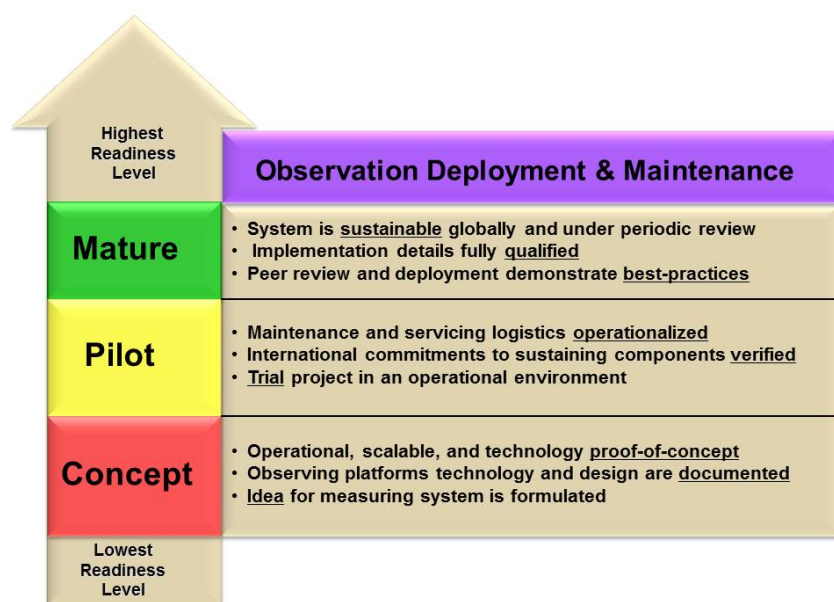 Highest
Readiness
Level
Observation Deployment & Maintenance
Mature
• System is sustainable globally and under periodic review
• Implementation details fully qualified
• Peer review and deployment demonstrate best-practices
Pilot
• Maintenance and servicing logistics operationalized
• International commitments to sustaining components verified
• Trial project in an operational environment
Concept
• Operational, scalable, and technology proof-of-concept
• Observing platforms technology and design are documented
• Idea for measuring system is formulated
Lowest
Readiness
Level